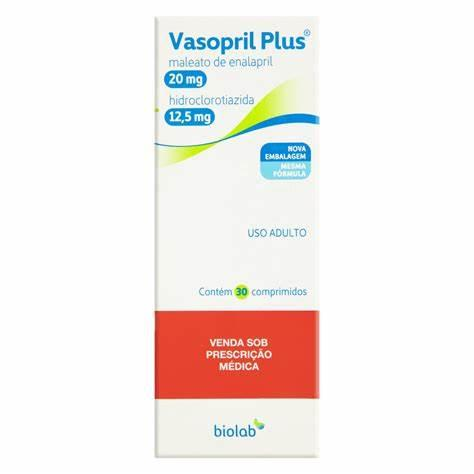 Vasopril Plus®
maleato de enalapril
20 mg
hidroclorotiazida
12,5 mg
NOVA
EMBALAGEM
MESMA
FÓRMULA
USO ADULTO
Contém 30 comprimidos
VENDA SOB
PRESCRIÇÃO
MÉDICA
biolab